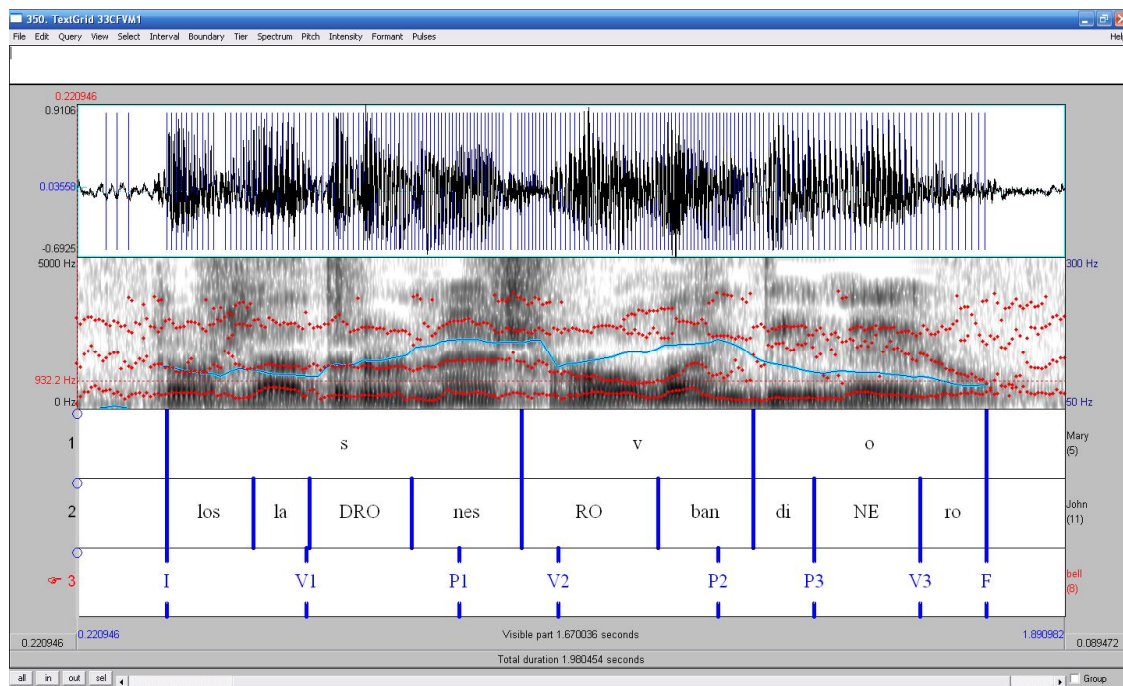 350. TextGrid 33CFVM1
File Edit Query View Select Interval Boundary Tier Spectrum Pitch Intensity Formant Pulses Help
0.220946
0.9106
0.03558
-0.6925
5000 Hz 300 Hz
932.2 Hz
0 Hz 50 Hz
1 s v o Mary (5)
2 los la DRO nes RO ban di NE ro John (11)
3 I V1 P1 V2 P2 P3 V3 F bell (8)
0.220946 0.220946 Visible part 1.670036 seconds 1.890982 0.089472
Total duration 1.980454 seconds
all in out sel Group